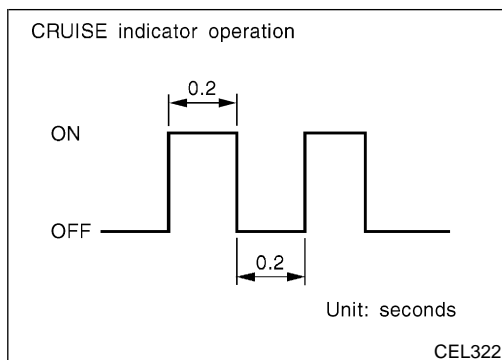 CRUISE indicator operation
0.2
ON
OFF
0.2
Unit: seconds
CEL322